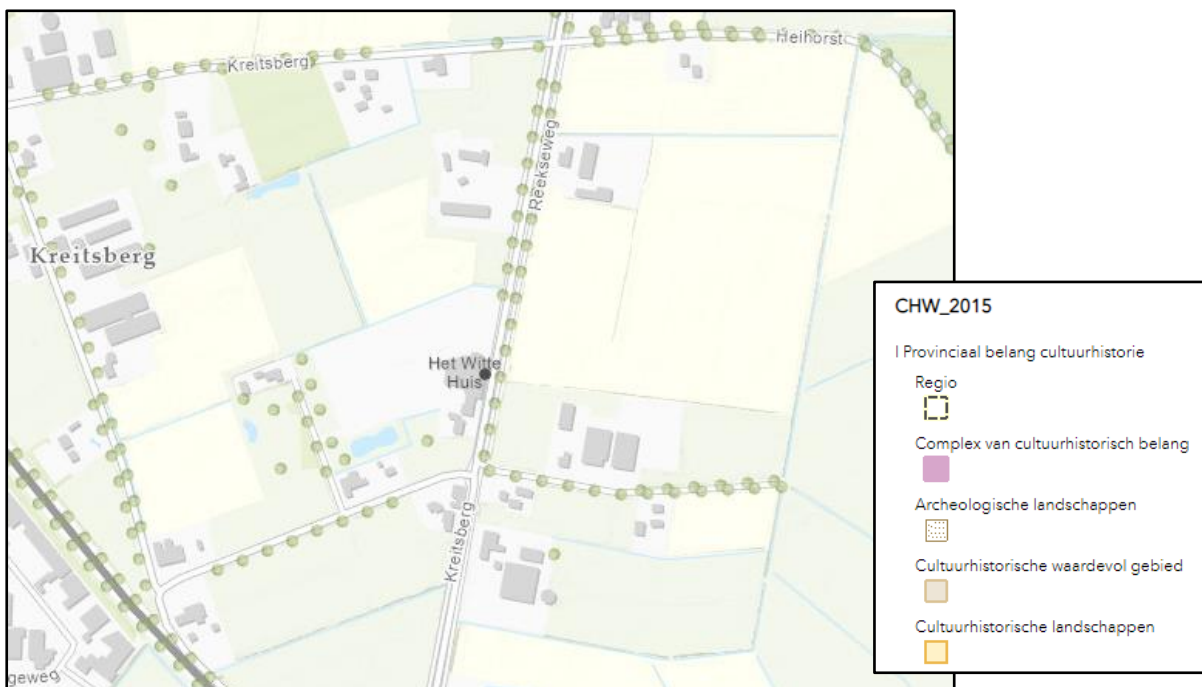 Heihorst
Kreitsberg
Reekseweg
Kreitsberg
Het Witte
Huis
Kreitsberg
geweg
CHW_2015
I Provinciaal belang cultuurhistorie
Regio
Complex van cultuurhistorisch belang
Archeologische landschappen
Cultuurhistorische waardevol gebied
Cultuurhistorische landschappen